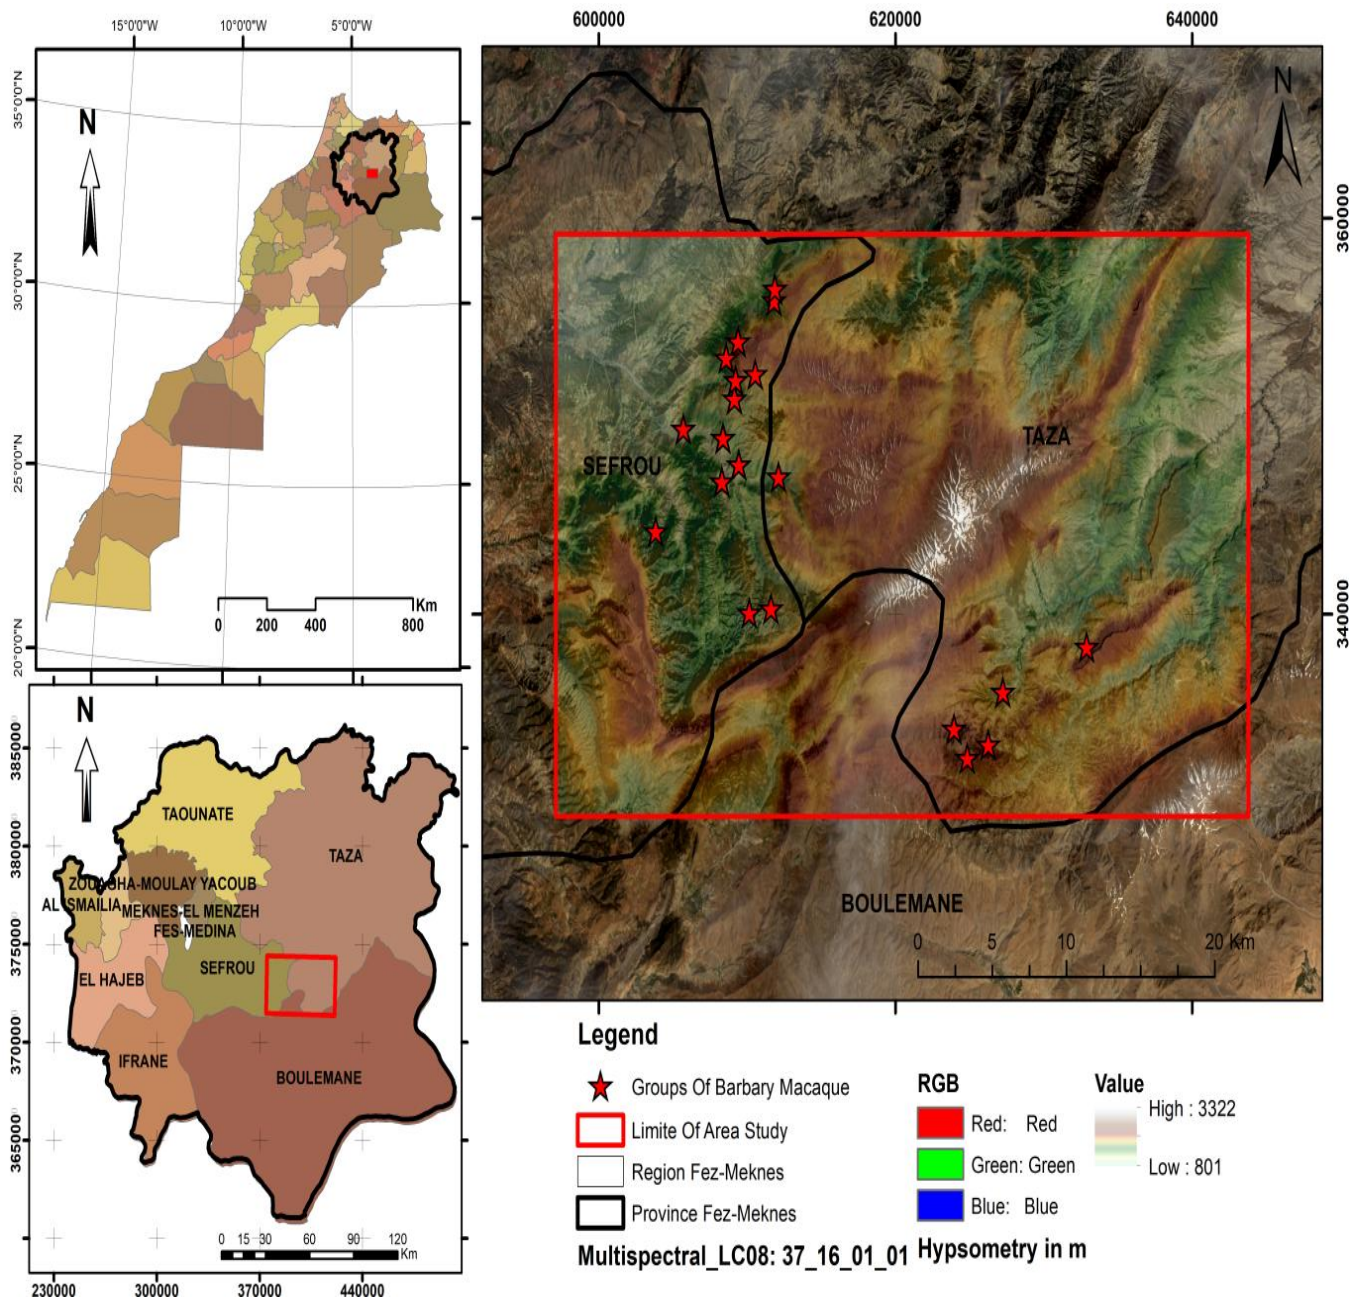 15°0'0"W 10°0'0"W 5°0'0"W
35°0'0"N
30°0'0"N
25°0'0"N
20°0'0"N
N
0 200 400 800
Km
600000 620000 640000
360000
340000
N
SEFROU
TAZA
BOULEMANE
0 5 10 20 Km
N
385000
380000
375000
370000
365000
TAOUNATE
TAZA
ZOUAGHA-MOULAY YACOUB
AL ISMAILIA
MEKNES-EL MENZEH
FES-MEDINA
SEFROU
EL HAJEB
IFRANE
BOULEMANE
0 15 30 60 90 120
Km
230000 300000 370000 440000
Legend
Groups Of Barbary Macaque
Limite Of Area Study
Region Fez-Meknes
Province Fez-Meknes
Multispectral_LC08: 37_16_01_01
RGB
Red: Red
Green: Green
Blue: Blue
Hypsometry in m
Value
High : 3322
Low : 801